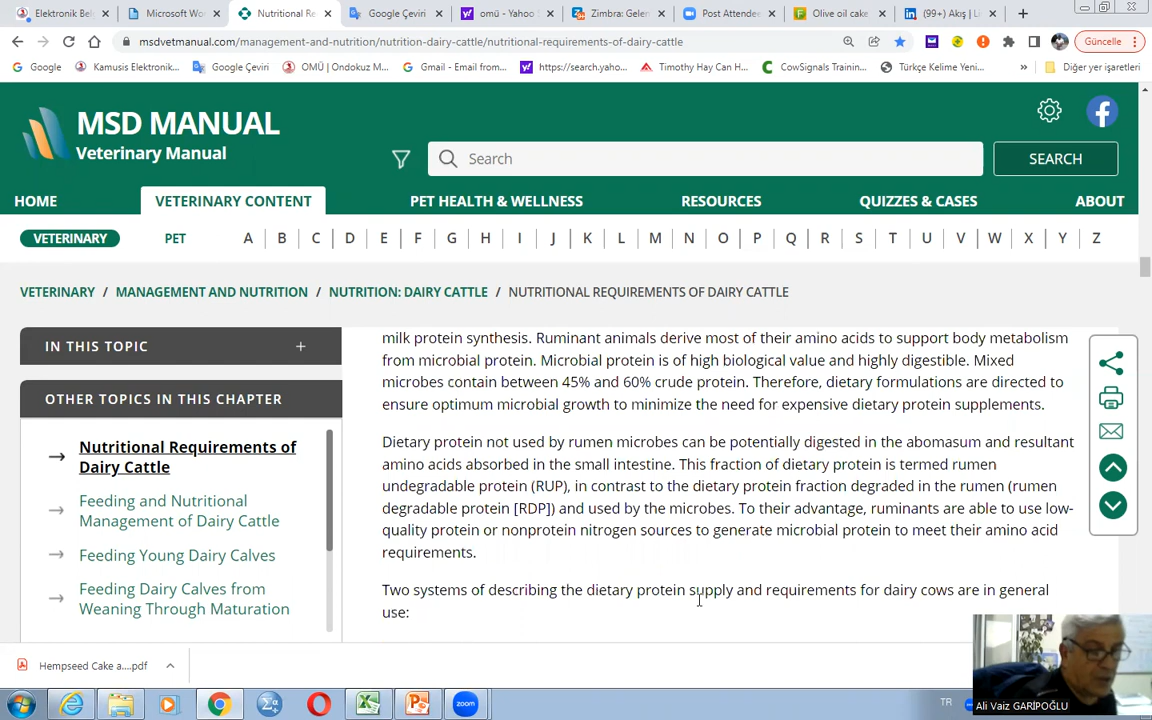 Elektronik Bel
Microsoft Wo
Nutritional Re
Google Çeviri
omü - Yahoo
Zimbra: Geler
Post Attendee
Olive oil cake
(99+) Akış | L
msdvetmanual.com/management-and-nutrition/nutrition-dairy-cattle/nutritional-requirements-of-dairy-cattle
Güncelle
Google
Kamusis Elektronik...
Google Çeviri
OMÜ | Ondokuz M...
Gmail - Email from...
https://search.yaho...
Timothy Hay Can H...
CowSignals Trainin...
Türkçe Kelime Yeni...
»
Diğer yer işaretleri
MSD MANUAL
Veterinary Manual
Search
SEARCH
HOME
VETERINARY CONTENT
PET HEALTH & WELLNESS
RESOURCES
QUIZZES & CASES
ABOUT
VETERINARY
PET
A B C D E F G H I J K L M N O P Q R S T U V W X Y Z
VETERINARY / MANAGEMENT AND NUTRITION / NUTRITION: DAIRY CATTLE / NUTRITIONAL REQUIREMENTS OF DAIRY CATTLE
IN THIS TOPIC +
OTHER TOPICS IN THIS CHAPTER
Nutritional Requirements of
Dairy Cattle
Feeding and Nutritional
Management of Dairy Cattle
Feeding Young Dairy Calves
Feeding Dairy Calves from
Weaning Through Maturation
milk protein synthesis. Ruminant animals derive most of their amino acids to support body metabolism
from microbial protein. Microbial protein is of high biological value and highly digestible. Mixed
microbes contain between 45% and 60% crude protein. Therefore, dietary formulations are directed to
ensure optimum microbial growth to minimize the need for expensive dietary protein supplements.
Dietary protein not used by rumen microbes can be potentially digested in the abomasum and resultant
amino acids absorbed in the small intestine. This fraction of dietary protein is termed rumen
undegradable protein (RUP), in contrast to the dietary protein fraction degraded in the rumen (rumen
degradable protein [RDP]) and used by the microbes. To their advantage, ruminants are able to use low-
quality protein or nonprotein nitrogen sources to generate microbial protein to meet their amino acid
requirements.
Two systems of describing the dietary protein supply and requirements for dairy cows are in general
use:
Hempseed Cake a....pdf
zoom
TR
Ali Vaiz GARİPOĞLU